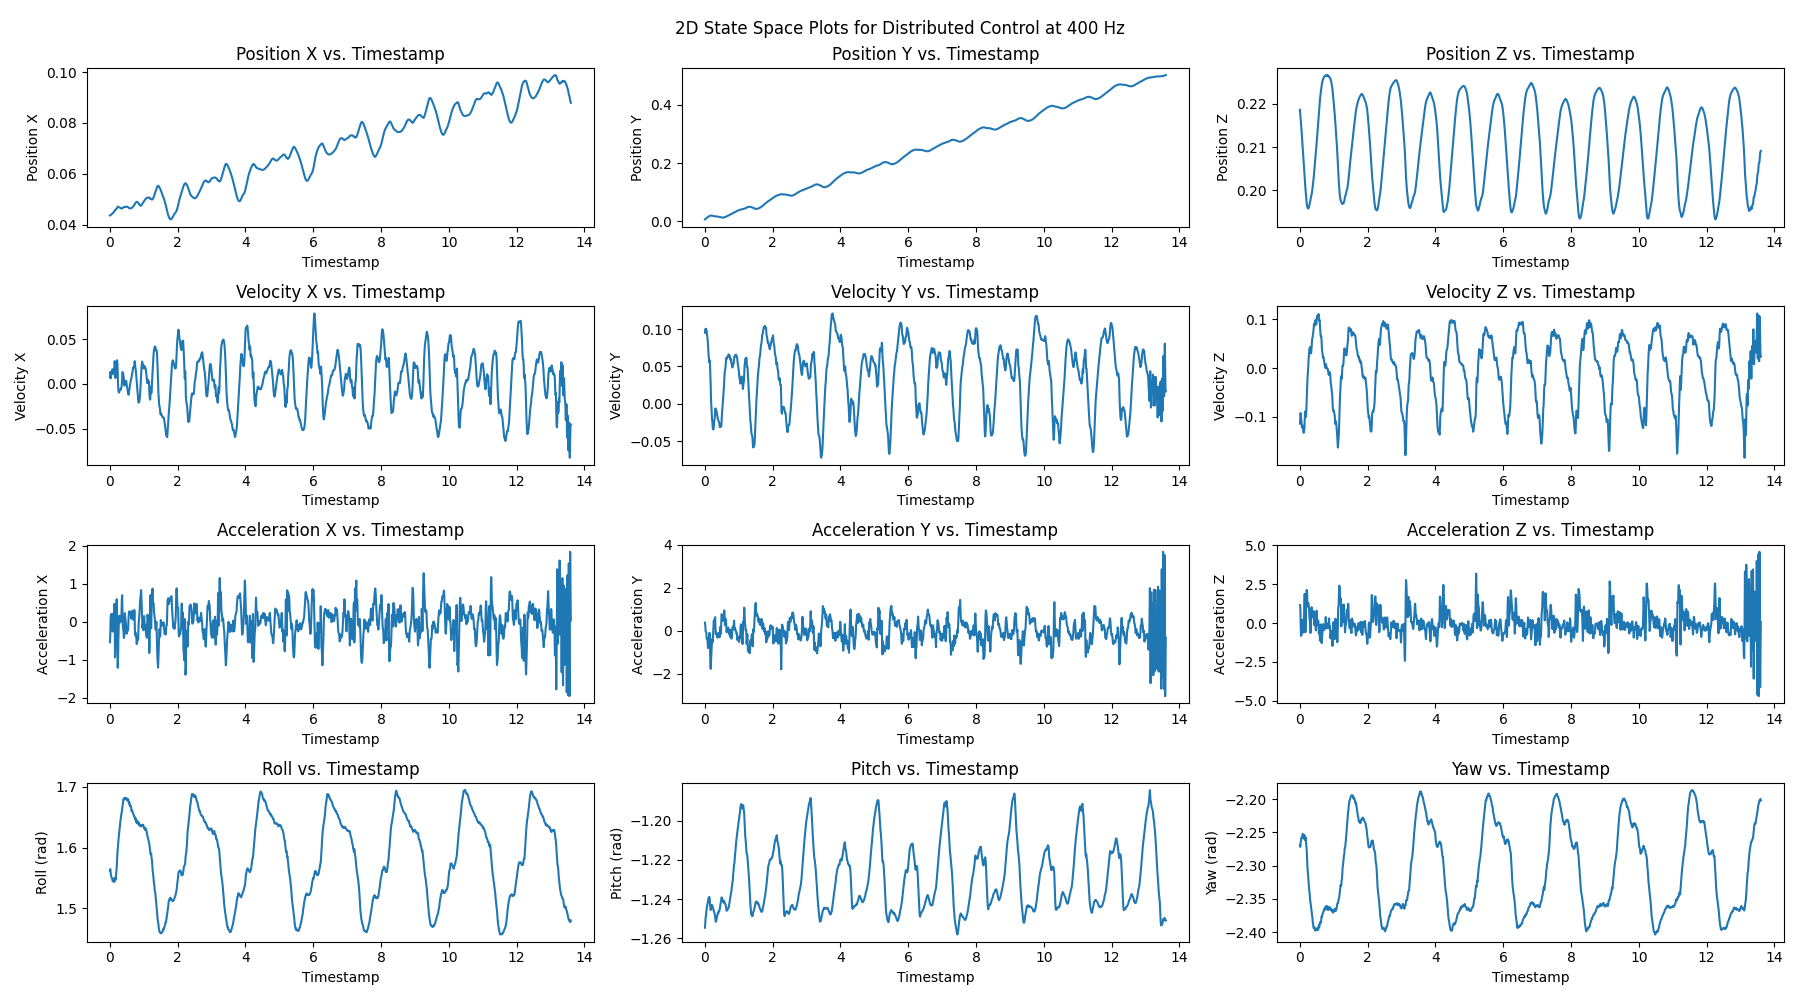 2D State Space Plots for Distributed Control at 400 Hz
Position X vs. Timestamp
Position X
0.10
0.08
0.06
0.04
0 2 4 6 8 10 12 14
Timestamp
Position Y vs. Timestamp
Position Y
0.4
0.2
0.0
0 2 4 6 8 10 12 14
Timestamp
Position Z vs. Timestamp
Position Z
0.22
0.21
0.20
0 2 4 6 8 10 12 14
Timestamp
Velocity X vs. Timestamp
Velocity X
0.05
0.00
−0.05
0 2 4 6 8 10 12 14
Timestamp
Velocity Y vs. Timestamp
Velocity Y
0.10
0.05
0.00
−0.05
0 2 4 6 8 10 12 14
Timestamp
Velocity Z vs. Timestamp
Velocity Z
0.1
0.0
−0.1
0 2 4 6 8 10 12 14
Timestamp
Acceleration X vs. Timestamp
Acceleration X
2
1
0
−1
−2
0 2 4 6 8 10 12 14
Timestamp
Acceleration Y vs. Timestamp
Acceleration Y
4
2
0
−2
0 2 4 6 8 10 12 14
Timestamp
Acceleration Z vs. Timestamp
Acceleration Z
5.0
2.5
0.0
−2.5
−5.0
0 2 4 6 8 10 12 14
Timestamp
Roll vs. Timestamp
Roll (rad)
1.7
1.6
1.5
0 2 4 6 8 10 12 14
Timestamp
Pitch vs. Timestamp
Pitch (rad)
−1.20
−1.22
−1.24
−1.26
0 2 4 6 8 10 12 14
Timestamp
Yaw vs. Timestamp
Yaw (rad)
−2.20
−2.25
−2.30
−2.35
−2.40
0 2 4 6 8 10 12 14
Timestamp